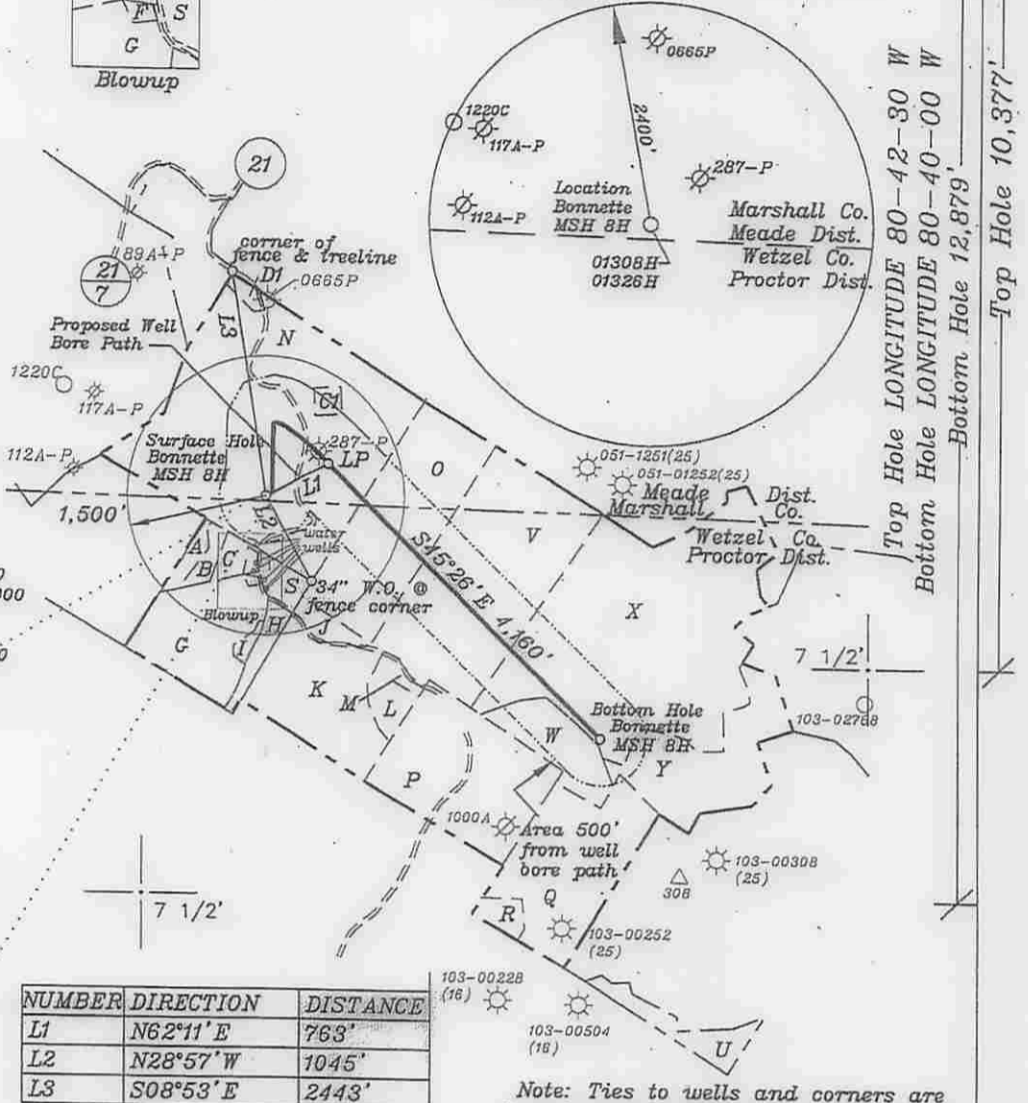 F S
G
Blowup
0665P
1220C
117A-P
2400'
287-P
112A-P
Location
Bonnette
MSH 8H
Marshall Co.
Meade Dist.
Wetzel Co.
Proctor Dist.
01308H
01326H
Top Hole LONGITUDE 80-42-30 W
Bottom Hole LONGITUDE 80-40-00 W
Bottom Hole 12,879'
Top Hole 10,377'
21
89A-P
21
7
corner of
fence & treeline
D1
0665P
L3
N
Proposed Well
Bore Path
1220C
117A-P
C1
Surface Hole
Bonnette
MSH 8H
287-P
LP
112A-P
L1
1,500'
L2
O
051-1251(25)
051-01252(25)
Meade Dist.
Marshall Co.
Wetzel Co.
Proctor Dist.
V
water
wells
A
B
C
S
34" W.O. @
fence corner
Blowup
H
J
G
I
K
M
L
P
S45°26'E 4,160'
X
7 1/2'
103-02768
Bottom Hole
Bonnette
MSH 8H
W
Y
1000A
Area 500'
from well
bore path
103-00308
(25)
308
Q
R
103-00252
(25)
7 1/2'
103-00228
(16)
103-00504
(16)
U
NUMBER DIRECTION DISTANCE
L1 N62°11'E 763'
L2 N28°57'W 1045'
L3 S08°53'E 2443'
Note: Ties to wells and corners are